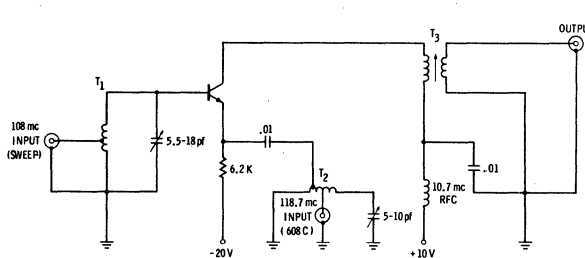 T3
OUTPUT
T1
108 mc
INPUT
(SWEEP)
5.5-18 pf
.01
6.2 K
T2
118.7 mc
INPUT
(608 C)
5-10 pf
.01
10.7 mc
RFC
-20 V
+10 V